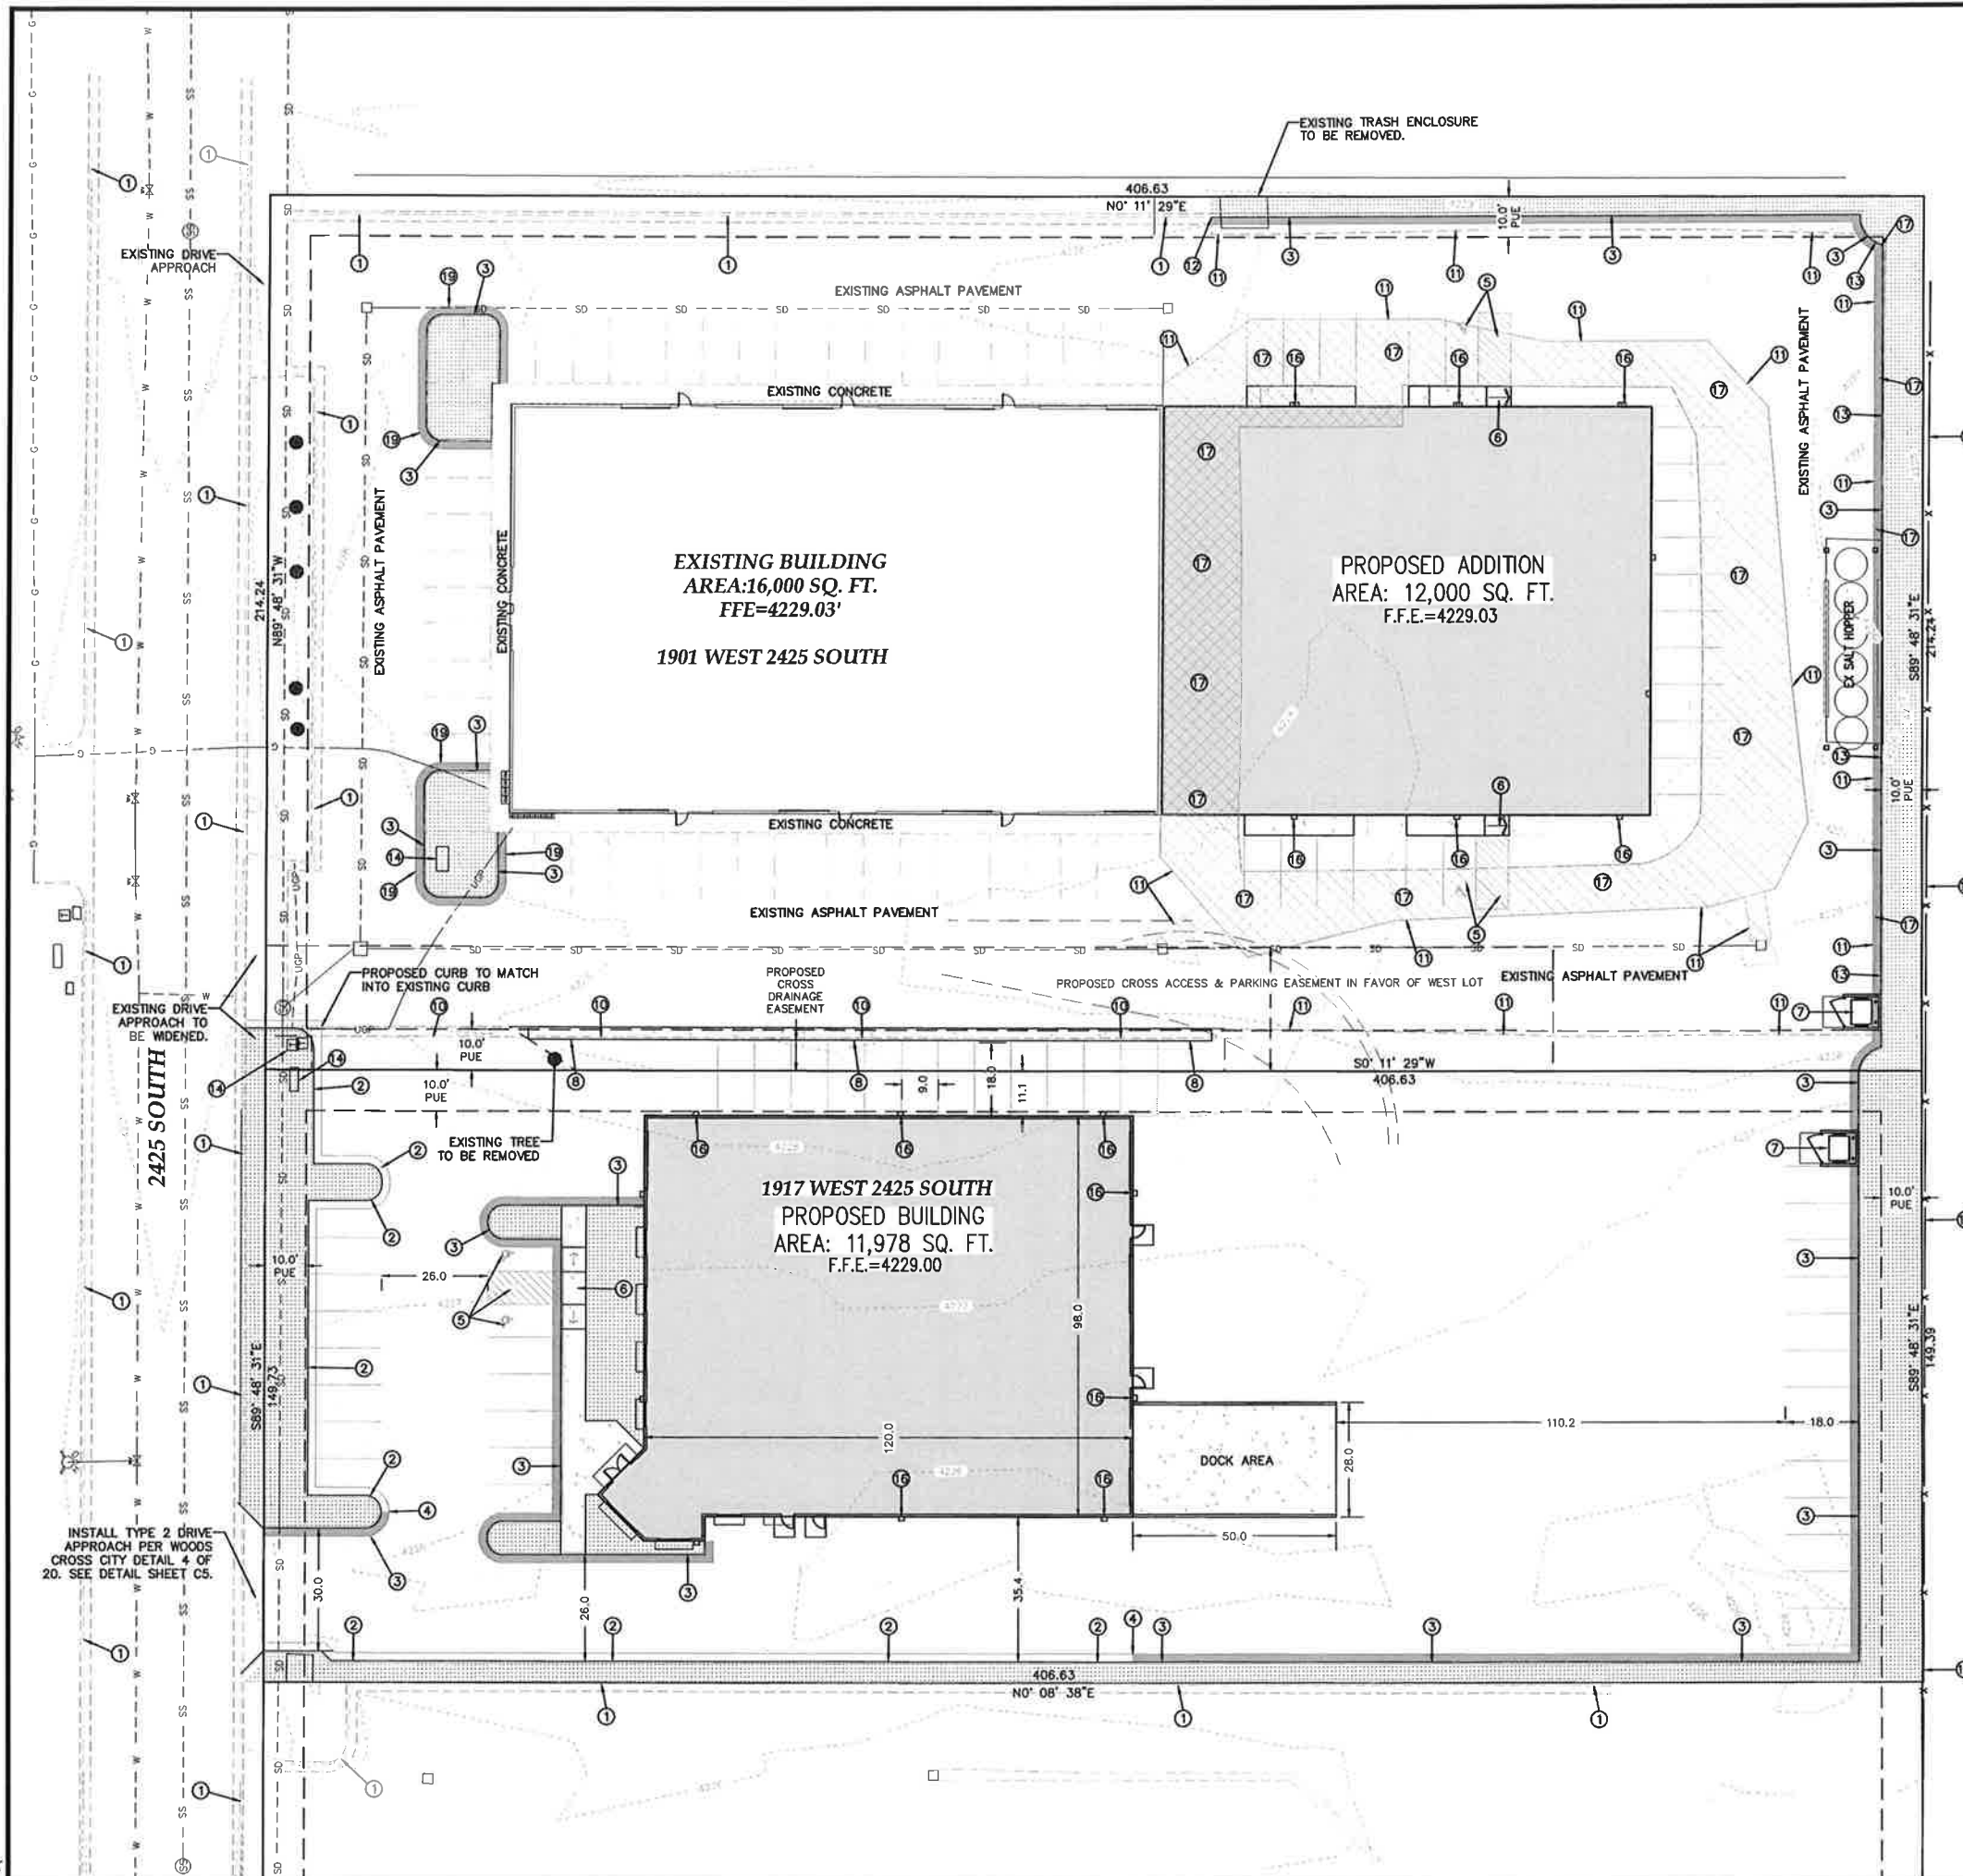 EXISTING TRASH ENCLOSURE
TO BE REMOVED.
406.63
N0° 11' 29"E
10.0'
PUE
EXISTING DRIVE
APPROACH
EXISTING ASPHALT PAVEMENT
EXISTING CONCRETE
EXISTING ASPHALT PAVEMENT
EXISTING CONCRETE
EXISTING ASPHALT PAVEMENT
214.24
N89° 48' 31"W
EXISTING BUILDING
AREA:16,000 SQ. FT.
FFE=4229.03'
1901 WEST 2425 SOUTH
PROPOSED ADDITION
AREA: 12,000 SQ. FT.
F.F.E.=4229.03
EX SALT HOPPER
S89° 48' 31"E
214.24
10.0'
PUE
EXISTING CONCRETE
EXISTING ASPHALT PAVEMENT
PROPOSED CURB TO MATCH
INTO EXISTING CURB
PROPOSED
CROSS
DRAINAGE
EASEMENT
PROPOSED CROSS ACCESS & PARKING EASEMENT IN FAVOR OF WEST LOT
EXISTING ASPHALT PAVEMENT
EXISTING DRIVE
APPROACH TO
BE WIDENED.
2425 SOUTH
10.0'
PUE
10.0'
PUE
S0° 11' 29"W
406.63
9.0
18.0
11.1
EXISTING TREE
TO BE REMOVED
1917 WEST 2425 SOUTH
PROPOSED BUILDING
AREA: 11,978 SQ. FT.
F.F.E.=4229.00
10.0'
PUE
10.0'
PUE
26.0
98.0
120.0
S89° 48' 31"E
149.73
S89° 48' 31"E
149.39
DOCK AREA
28.0
50.0
110.2
18.0
INSTALL TYPE 2 DRIVE
APPROACH PER WOODS
CROSS CITY DETAIL 4 OF
20. SEE DETAIL SHEET C5.
30.0
26.0
35.4
406.63
N0° 08' 38"E